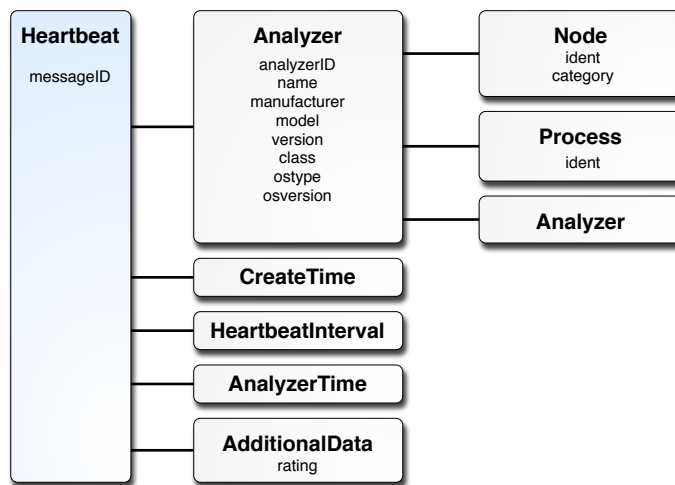 Heartbeat
messageID
Analyzer
analyzerID
name
manufacturer
model
version
class
ostype
osversion
Node
ident
category
Process
ident
Analyzer
CreateTime
HeartbeatInterval
AnalyzerTime
AdditionalData
rating